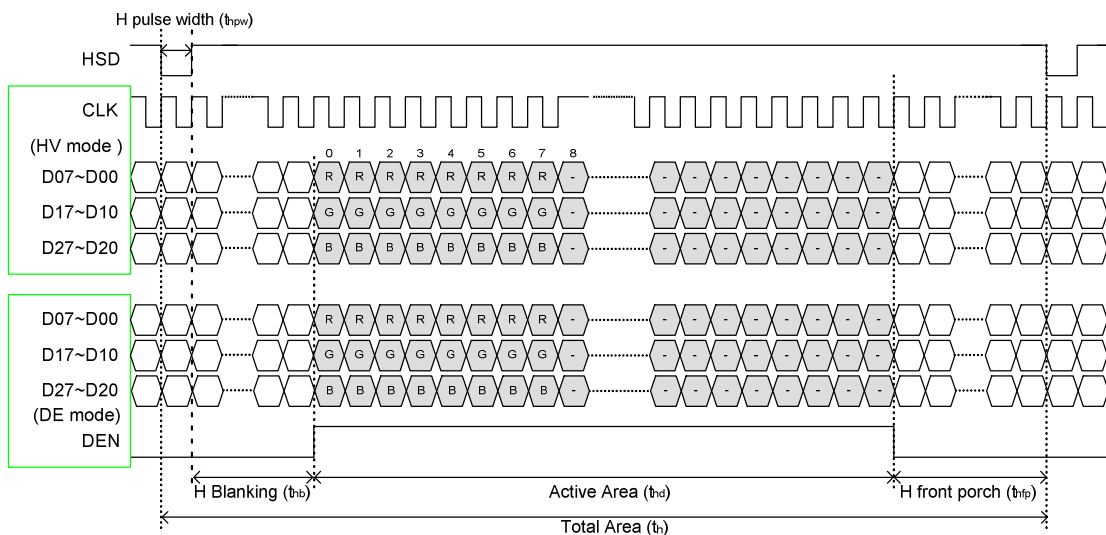 H pulse width (thpw)
HSD
CLK
(HV mode )
0 1 2 3 4 5 6 7 8
D07~D00 R R R R R R R R - - - - - - - - -
D17~D10 G G G G G G G G - - - - - - - - -
D27~D20 B B B B B B B B - - - - - - - - -
D07~D00 R R R R R R R R - - - - - - - - -
D17~D10 G G G G G G G G - - - - - - - - -
D27~D20 B B B B B B B B - - - - - - - - -
(DE mode)
DEN
H Blanking (thb) Active Area (thd) H front porch (thfp)
Total Area (th)